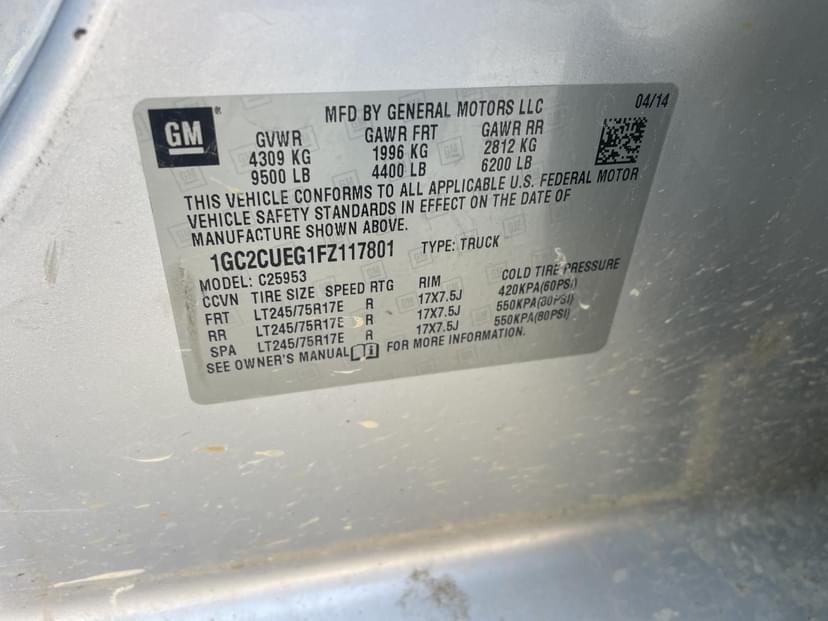 GM
MFD BY GENERAL MOTORS LLC 04/14
GVWR GAWR FRT GAWR RR
4309 KG 1996 KG 2812 KG
9500 LB 4400 LB 6200 LB
THIS VEHICLE CONFORMS TO ALL APPLICABLE U.S. FEDERAL MOTOR
VEHICLE SAFETY STANDARDS IN EFFECT ON THE DATE OF
MANUFACTURE SHOWN ABOVE.
1GC2CUEG1FZ117801 TYPE: TRUCK
MODEL: C25953
CCVN TIRE SIZE SPEED RTG RIM COLD TIRE PRESSURE
FRT LT245/75R17E R 17X7.5J 420KPA(60PSI)
RR LT245/75R17E R 17X7.5J 550KPA(80PSI)
SPA LT245/75R17E R 17X7.5J 550KPA(80PSI)
SEE OWNER'S MANUAL FOR MORE INFORMATION.